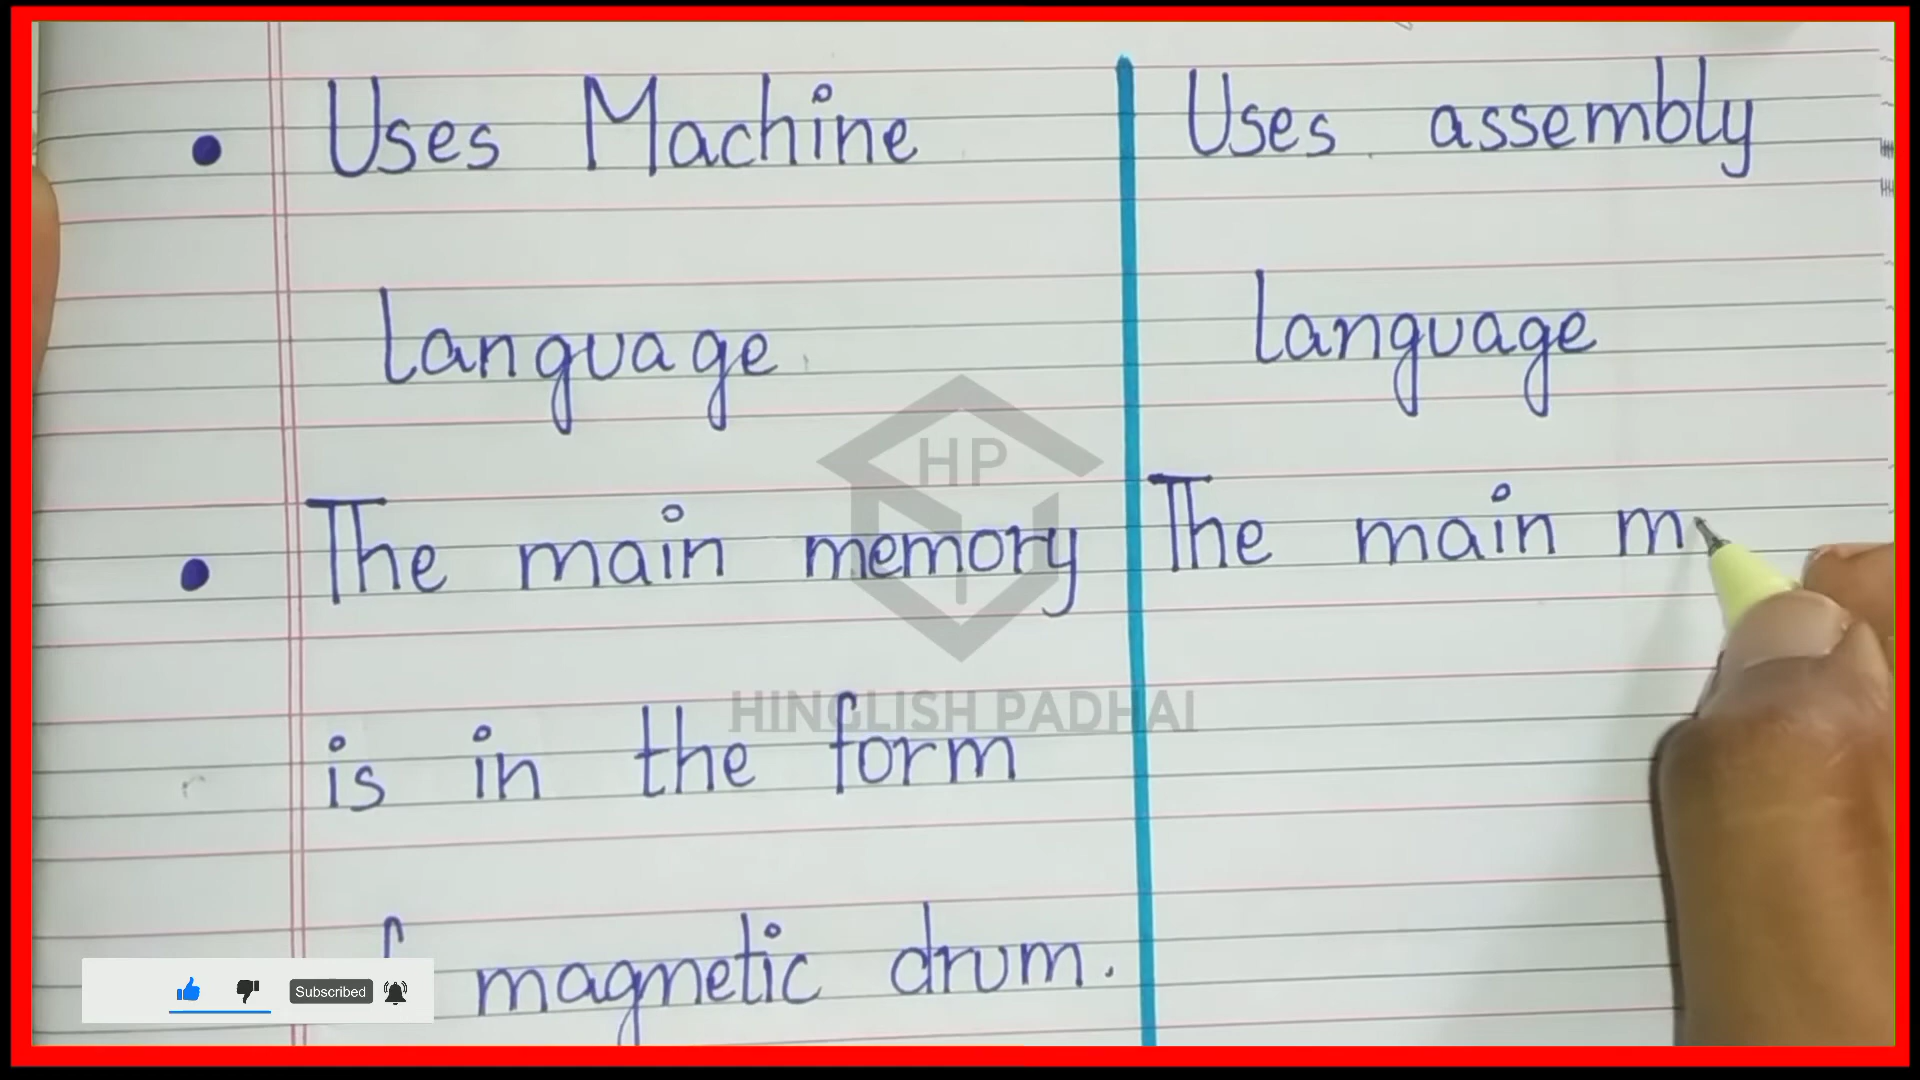 Uses Machine
language
The main memory
is in the form
magnetic drum.
Uses assembly
language
The main m
HP
HINGLISH PADHAI
Subscribed